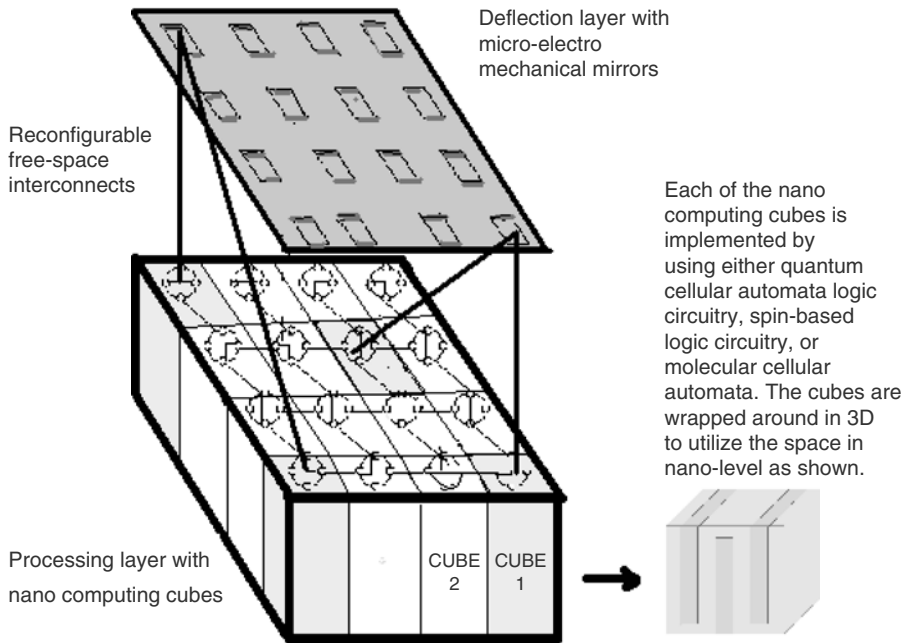 Deflection layer with
micro-electro
mechanical mirrors
Reconfigurable
free-space
interconnects
Each of the nano
computing cubes is
implemented by
using either quantum
cellular automata logic
circuitry, spin-based
logic circuitry, or
molecular cellular
automata. The cubes are
wrapped around in 3D
to utilize the space in
nano-level as shown.
Processing layer with
nano computing cubes
CUBE
2
CUBE
1